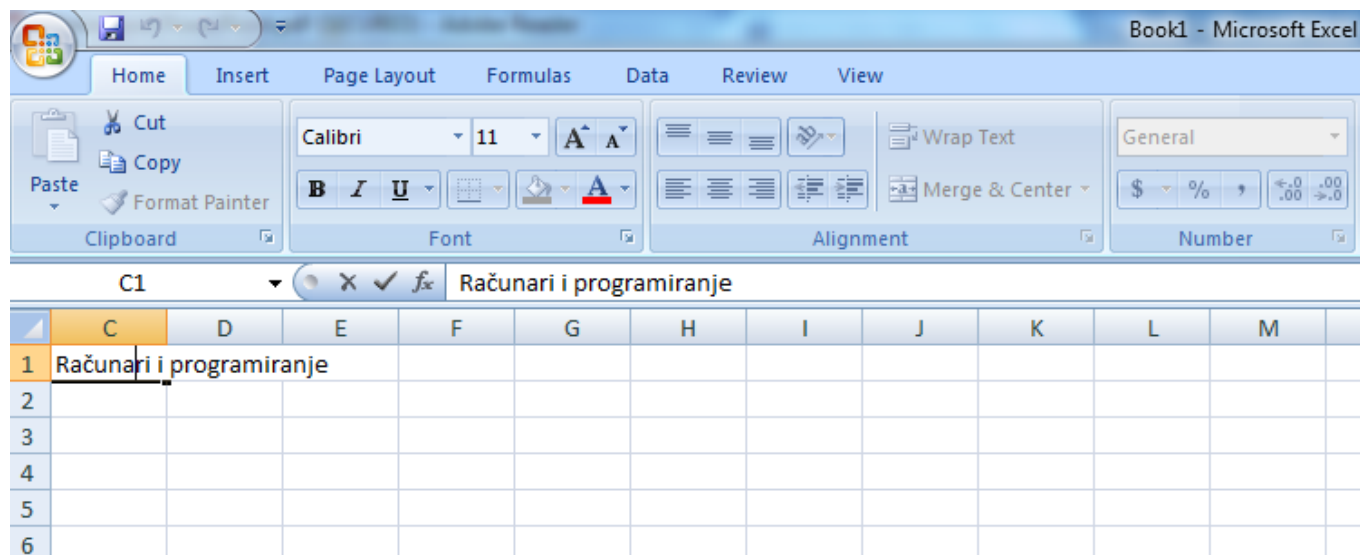 Book1 - Microsoft Excel
Home Insert Page Layout Formulas Data Review View
Cut
Copy
Paste
Format Painter
Clipboard
Calibri 11
A A
B I U A
Font
Wrap Text
Merge & Center
Alignment
General
$ % , .0 .00 .00 .0
Number
C1 fx Računari i programiranje
C D E F G H I J K L M
1 Računari i programiranje
2
3
4
5
6